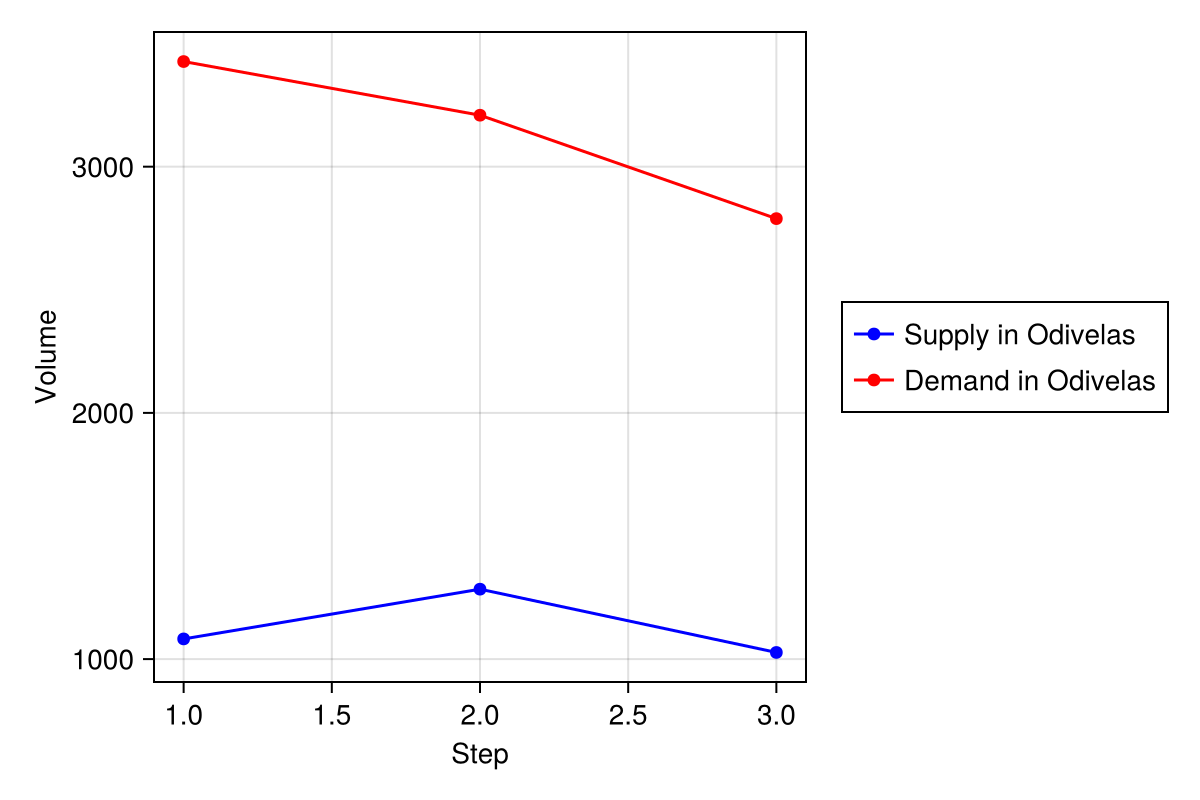 Volume
3000
2000
1000
1.0 1.5 2.0 2.5 3.0
Step
Supply in Odivelas
Demand in Odivelas